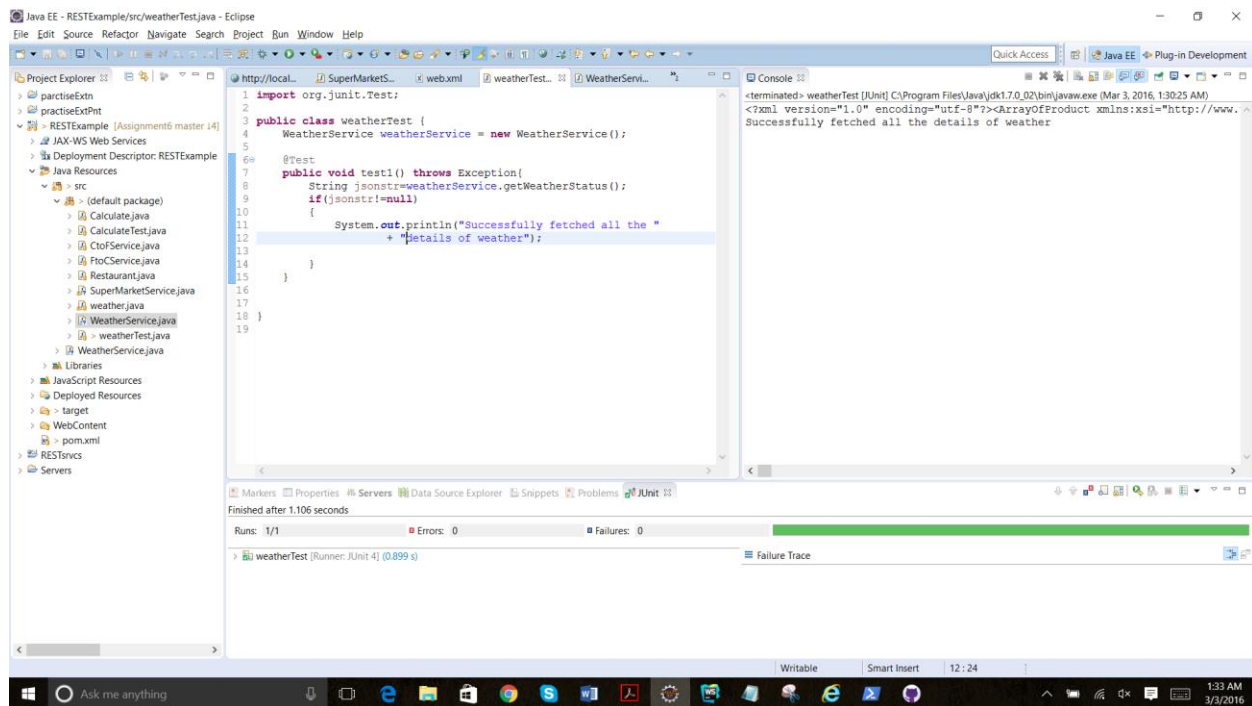 Java EE - RESTExample/src/weatherTest.java - Eclipse
File Edit Source Refactor Navigate Search Project Run Window Help
Quick Access
Java EE
Plug-in Development
Project Explorer
parctiseExtn
practiseExtPnt
> RESTExample [Assignment6 master ↓4]
JAX-WS Web Services
Deployment Descriptor: RESTExample
Java Resources
> src
> (default package)
Calculate.java
CalculateTest.java
CtoFService.java
FtoCService.java
Restaurant.java
SuperMarketService.java
weather.java
WeatherService.java
> weatherTest.java
WeatherService.java
Libraries
JavaScript Resources
Deployed Resources
> target
WebContent
> pom.xml
RESTsrvcs
Servers
http://local... SuperMarketS... web.xml weatherTest... WeatherServi...
1 import org.junit.Test;
2
3 public class weatherTest {
4 WeatherService weatherService = new WeatherService();
5
6 @Test
7 public void test1() throws Exception{
8 String jsonstr=weatherService.getWeatherStatus();
9 if(jsonstr!=null)
10 {
11 System.out.println("Successfully fetched all the "
12 + "details of weather");
13
14 }
15 }
16
17
18 }
19
Console
<terminated> weatherTest [JUnit] C:\Program Files\Java\jdk1.7.0_02\bin\javaw.exe (Mar 3, 2016, 1:30:25 AM)
<?xml version="1.0" encoding="utf-8"?><ArrayOfProduct xmlns:xsi="http://www.
Successfully fetched all the details of weather
Markers Properties Servers Data Source Explorer Snippets Problems JUnit
Finished after 1.106 seconds
Runs: 1/1 Errors: 0 Failures: 0
weatherTest [Runner: JUnit 4] (0.899 s)
Failure Trace
Writable Smart Insert 12 : 24
Ask me anything
1:33 AM
3/3/2016